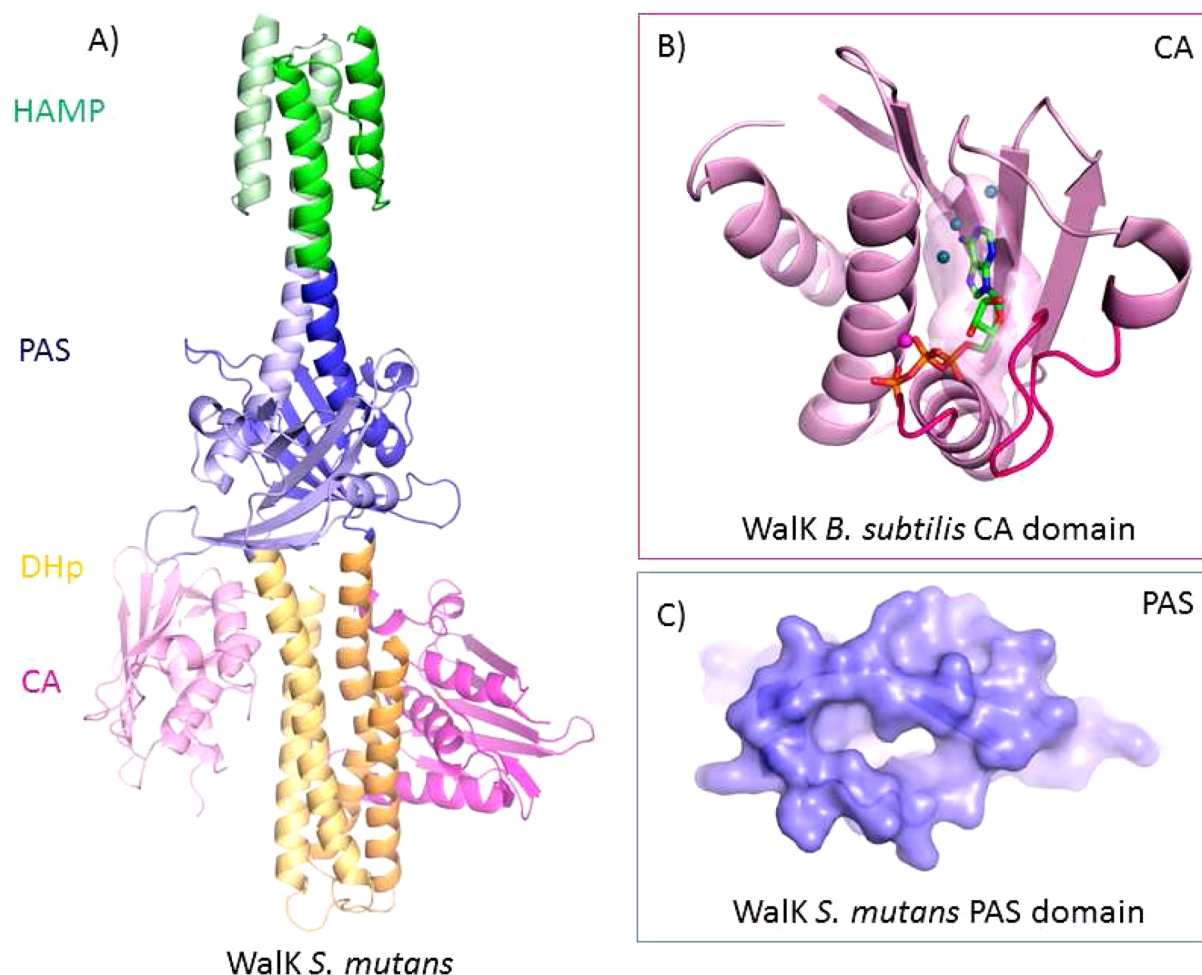 A)
HAMP
PAS
DHp
CA
WalK S. mutans
B)
CA
WalK B. subtilis CA domain
C)
PAS
WalK S. mutans PAS domain